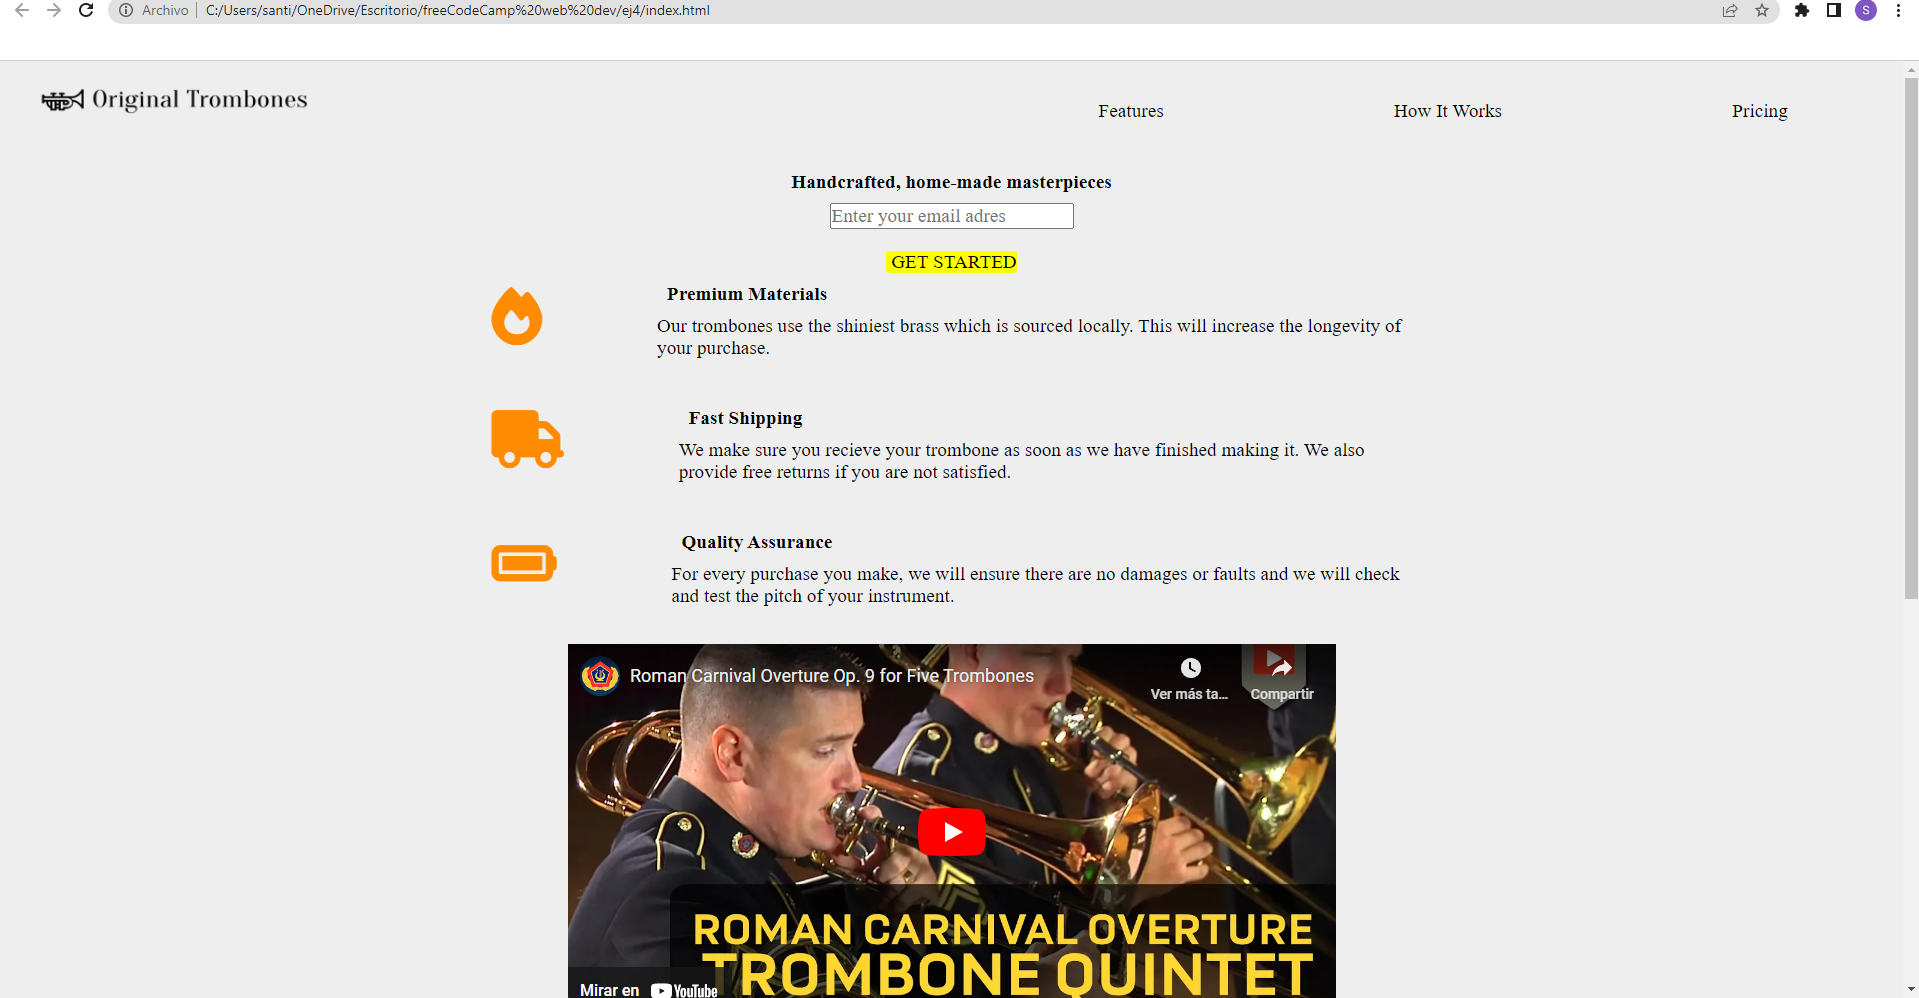 Archivo C:/Users/santi/OneDrive/Escritorio/freeCodeCamp%20web%20dev/ej4/index.html
S
Original Trombones
Features How It Works Pricing
Handcrafted, home-made masterpieces
Enter your email adres
GET STARTED
Premium Materials
Our trombones use the shiniest brass which is sourced locally. This will increase the longevity of
your purchase.
Fast Shipping
We make sure you recieve your trombone as soon as we have finished making it. We also
provide free returns if you are not satisfied.
Quality Assurance
For every purchase you make, we will ensure there are no damages or faults and we will check
and test the pitch of your instrument.
Roman Carnival Overture Op. 9 for Five Trombones
Ver más ta... Compartir
ROMAN CARNIVAL OVERTURE
TROMBONE QUINTET
Mirar en YouTube